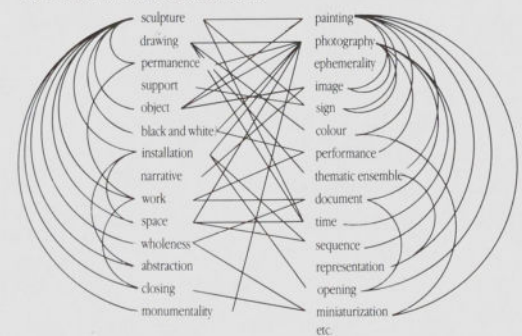 sculpture
drawing
permanence
support
object
black and white
installation
narrative
work
space
wholeness
abstraction
closing
monumentality
painting
photography
ephemerality
image
sign
colour
performance
thematic ensemble
document
time
sequence
representation
opening
miniaturization
etc.